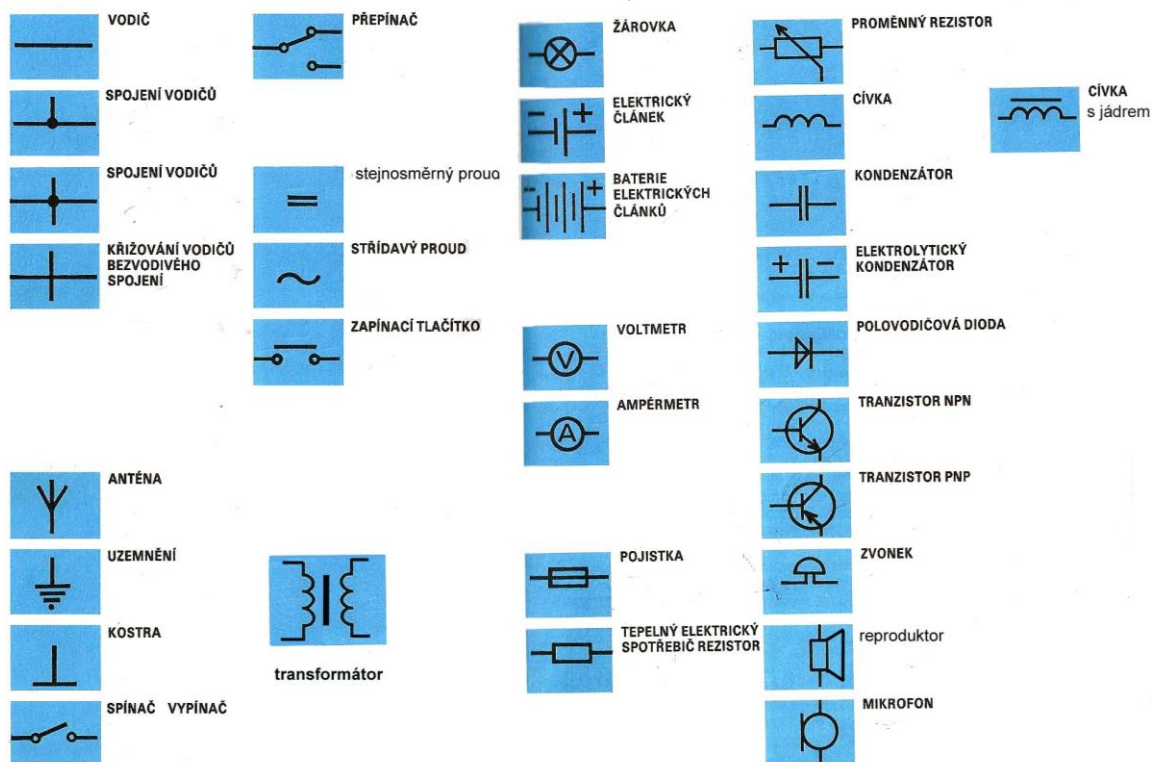 VODIČ
SPOJENÍ VODIČŮ
SPOJENÍ VODIČŮ
KŘIŽOVÁNÍ VODIČŮ
BEZVODIVÉHO
SPOJENÍ
ANTÉNA
UZEMNĚNÍ
KOSTRA
SPÍNAČ VYPÍNAČ
PŘEPÍNAČ
stejnosměrný proud
STŘÍDAVÝ PROUD
ZAPÍNACÍ TLAČÍTKO
transformátor
ŽÁROVKA
ELEKTRICKÝ
ČLÁNEK
- +
BATERIE
ELEKTRICKÝCH
ČLÁNKŮ
- +
VOLTMETR
V
AMPÉRMETR
A
POJISTKA
TEPELNÝ ELEKTRICKÝ
SPOTŘEBIČ REZISTOR
PROMĚNNÝ REZISTOR
CÍVKA
KONDENZÁTOR
ELEKTROLYTICKÝ
KONDENZÁTOR
+ -
POLOVODIČOVÁ DIODA
TRANZISTOR NPN
TRANZISTOR PNP
ZVONEK
reproduktor
MIKROFON
CÍVKA
s jádrem